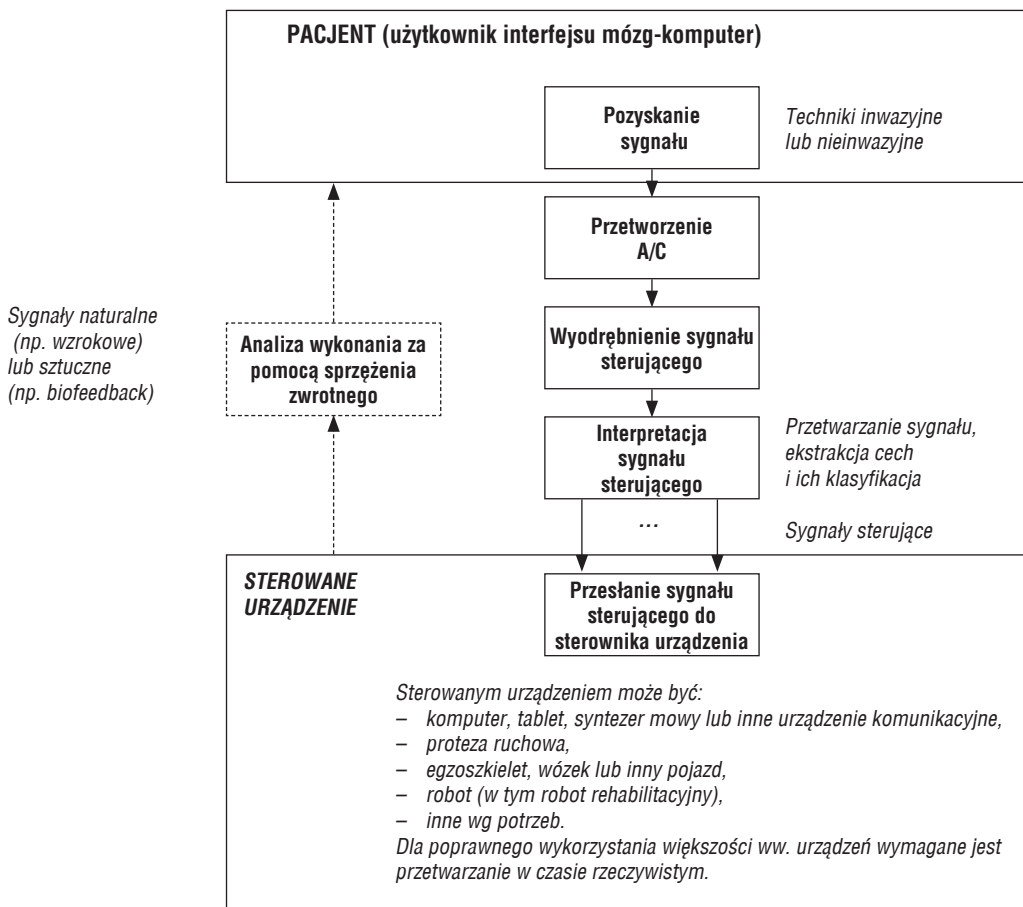 PACJENT (użytkownik interfejsu mózg-komputer)
Pozyskanie
sygnału
Techniki inwazyjne
lub nieinwazyjne
Przetworzenie
A/C
Wyodrębnienie sygnału
sterującego
Sygnały naturalne
(np. wzrokowe)
lub sztuczne
(np. biofeedback)
Analiza wykonania za
pomocą sprzężenia
zwrotnego
Interpretacja
sygnału
sterującego
Przetwarzanie sygnału,
ekstrakcja cech
i ich klasyfikacja
...
Sygnały sterujące
STEROWANE
URZĄDZENIE
Przesłanie sygnału
sterującego do
sterownika urządzenia
Sterowanym urządzeniem może być:
– komputer, tablet, syntezer mowy lub inne urządzenie komunikacyjne,
– proteza ruchowa,
– egzoszkielet, wózek lub inny pojazd,
– robot (w tym robot rehabilitacyjny),
– inne wg potrzeb.
Dla poprawnego wykorzystania większości ww. urządzeń wymagane jest
przetwarzanie w czasie rzeczywistym.